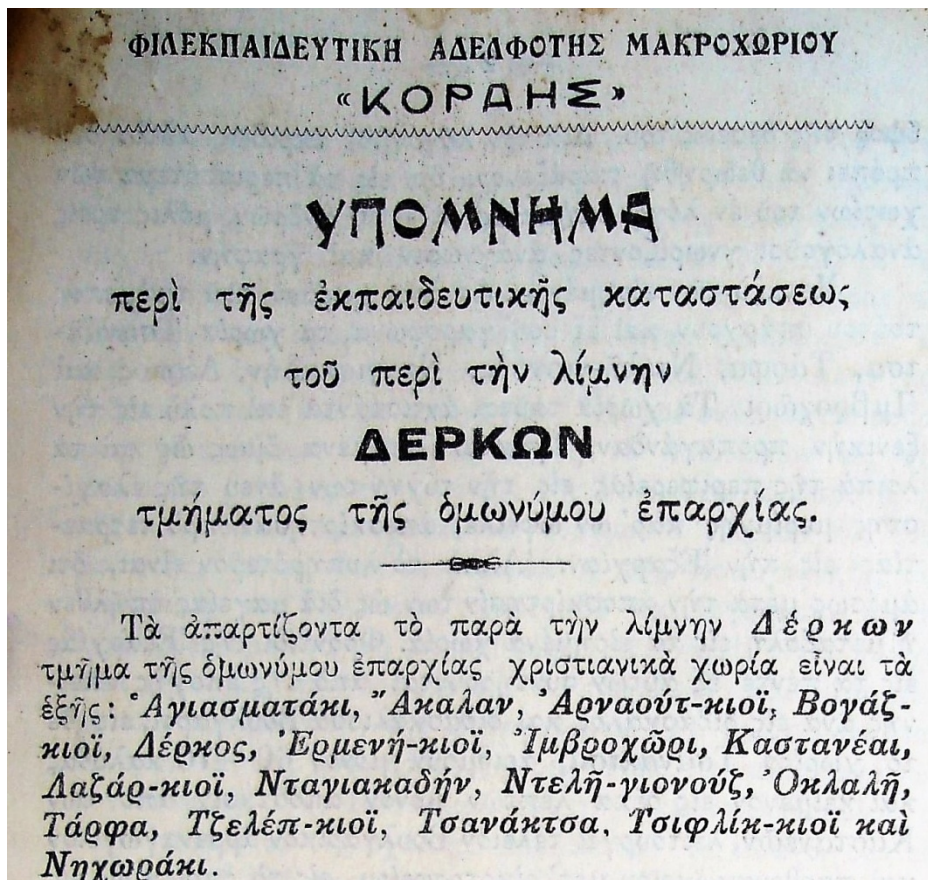 ΦΙΛΕΚΠΑΙΔΕΥΤΙΚΗ ΑΔΕΛΦΟΤΗΣ ΜΑΚΡΟΧΩΡΙΟΥ
«ΚΟΡΑΗΣ»
ΥΠΟΜΝΗΜΑ
περὶ τῆς ἐκπαιδευτικῆς καταστάσεως
τοῦ περὶ τὴν λίμνην
ΔΕΡΚΩΝ
τμήματος τῆς ὁμωνύμου ἐπαρχίας.
Τὰ ἀπαρτίζοντα τὸ παρὰ τὴν λίμνην Δέρκων
τμῆμα τῆς ὁμωνύμου ἐπαρχίας χριστιανικὰ χωρία εἶναι τὰ
ἑξῆς: Ἁγιασματάκι, Ἄκαλαν, Ἀρναούτ-κιοϊ, Βογάζ-
κιοϊ, Δέρκος, Ἐρμενή-κιοϊ, Ἰμβροχῶρι, Καστανέαι,
Λαζάρ-κιοϊ, Νταγιακαδήν, Ντελῆ-γιονούζ, Ὀκλαλῆ,
Τάρφα, Τζελέπ-κιοϊ, Τσανάκτσα, Τσιφλίκ-κιοϊ καὶ
Νηχωράκι.